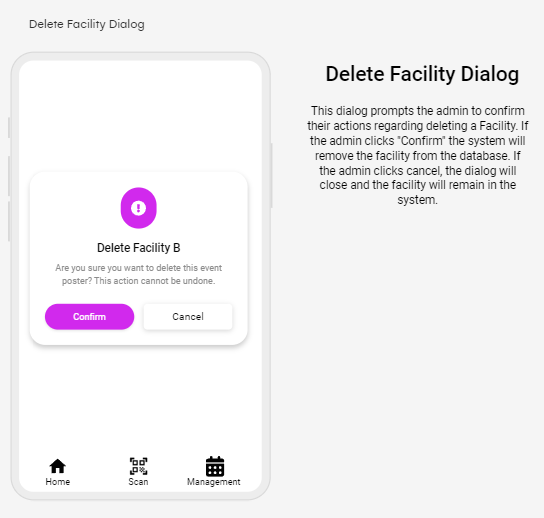 Delete Facility Dialog
Delete Facility Dialog
This dialog prompts the admin to confirm
their actions regarding deleting a Facility. If
the admin clicks "Confirm" the system will
remove the facility from the database. If
the admin clicks cancel, the dialog will
close and the facility will remain in the
system.
Delete Facility B
Are you sure you want to delete this event
poster? This action cannot be undone.
Confirm
Cancel
Home
Scan
Management